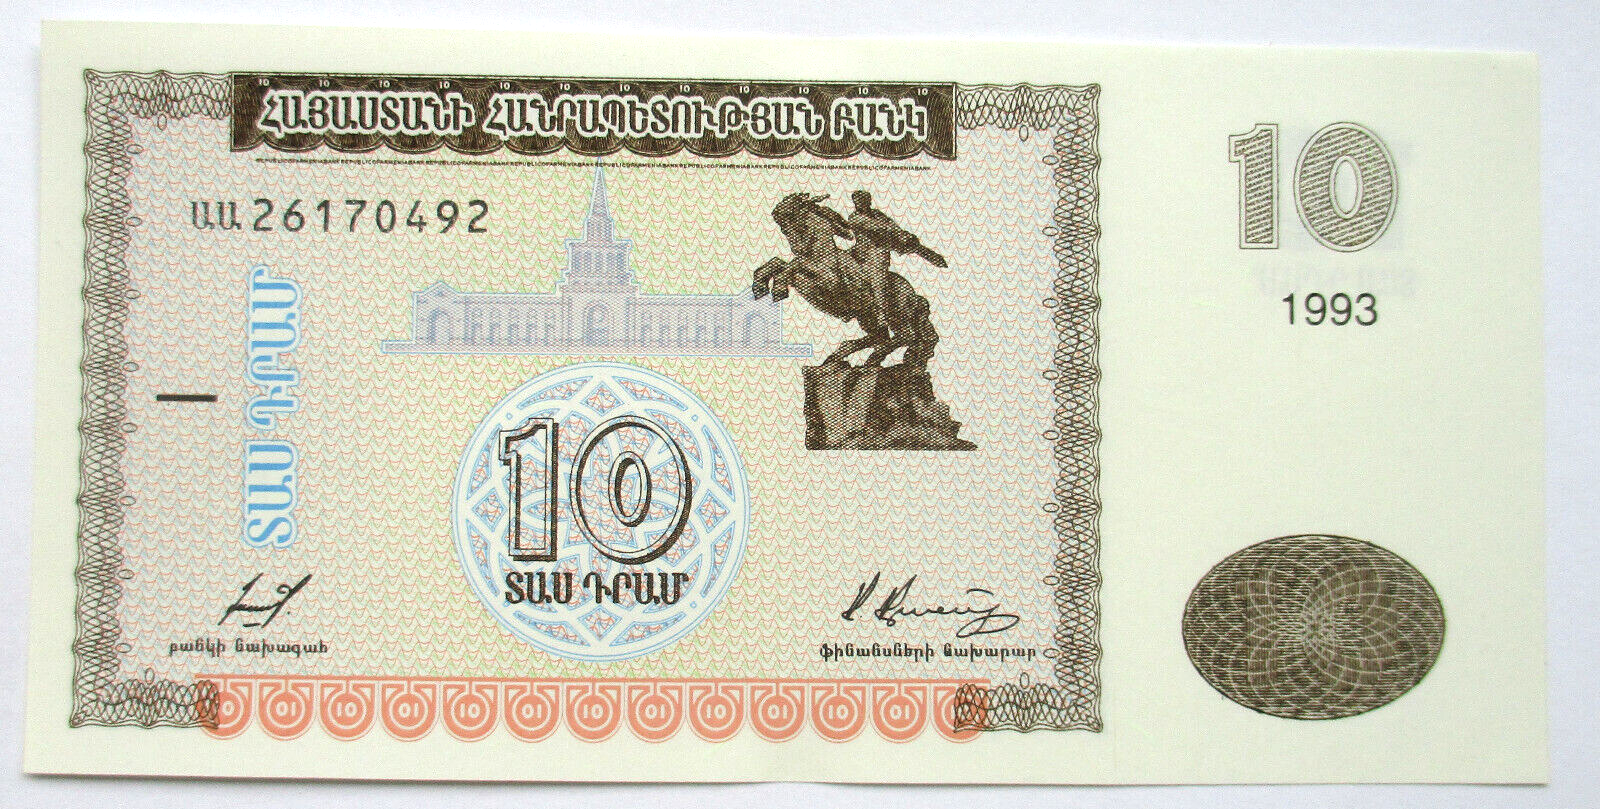 ՀԱՅԱՍՏԱՆԻ ՀԱՆՐԱՊԵՏՈՒԹՅԱՆ ԲԱՆԿ
ԱԱ 26170492
10
1993
ՏԱՍ ԴՐԱՄ
10
ՏԱՍ ԴՐԱՄ
բանկի նախագահ
ֆինանսների նախարար